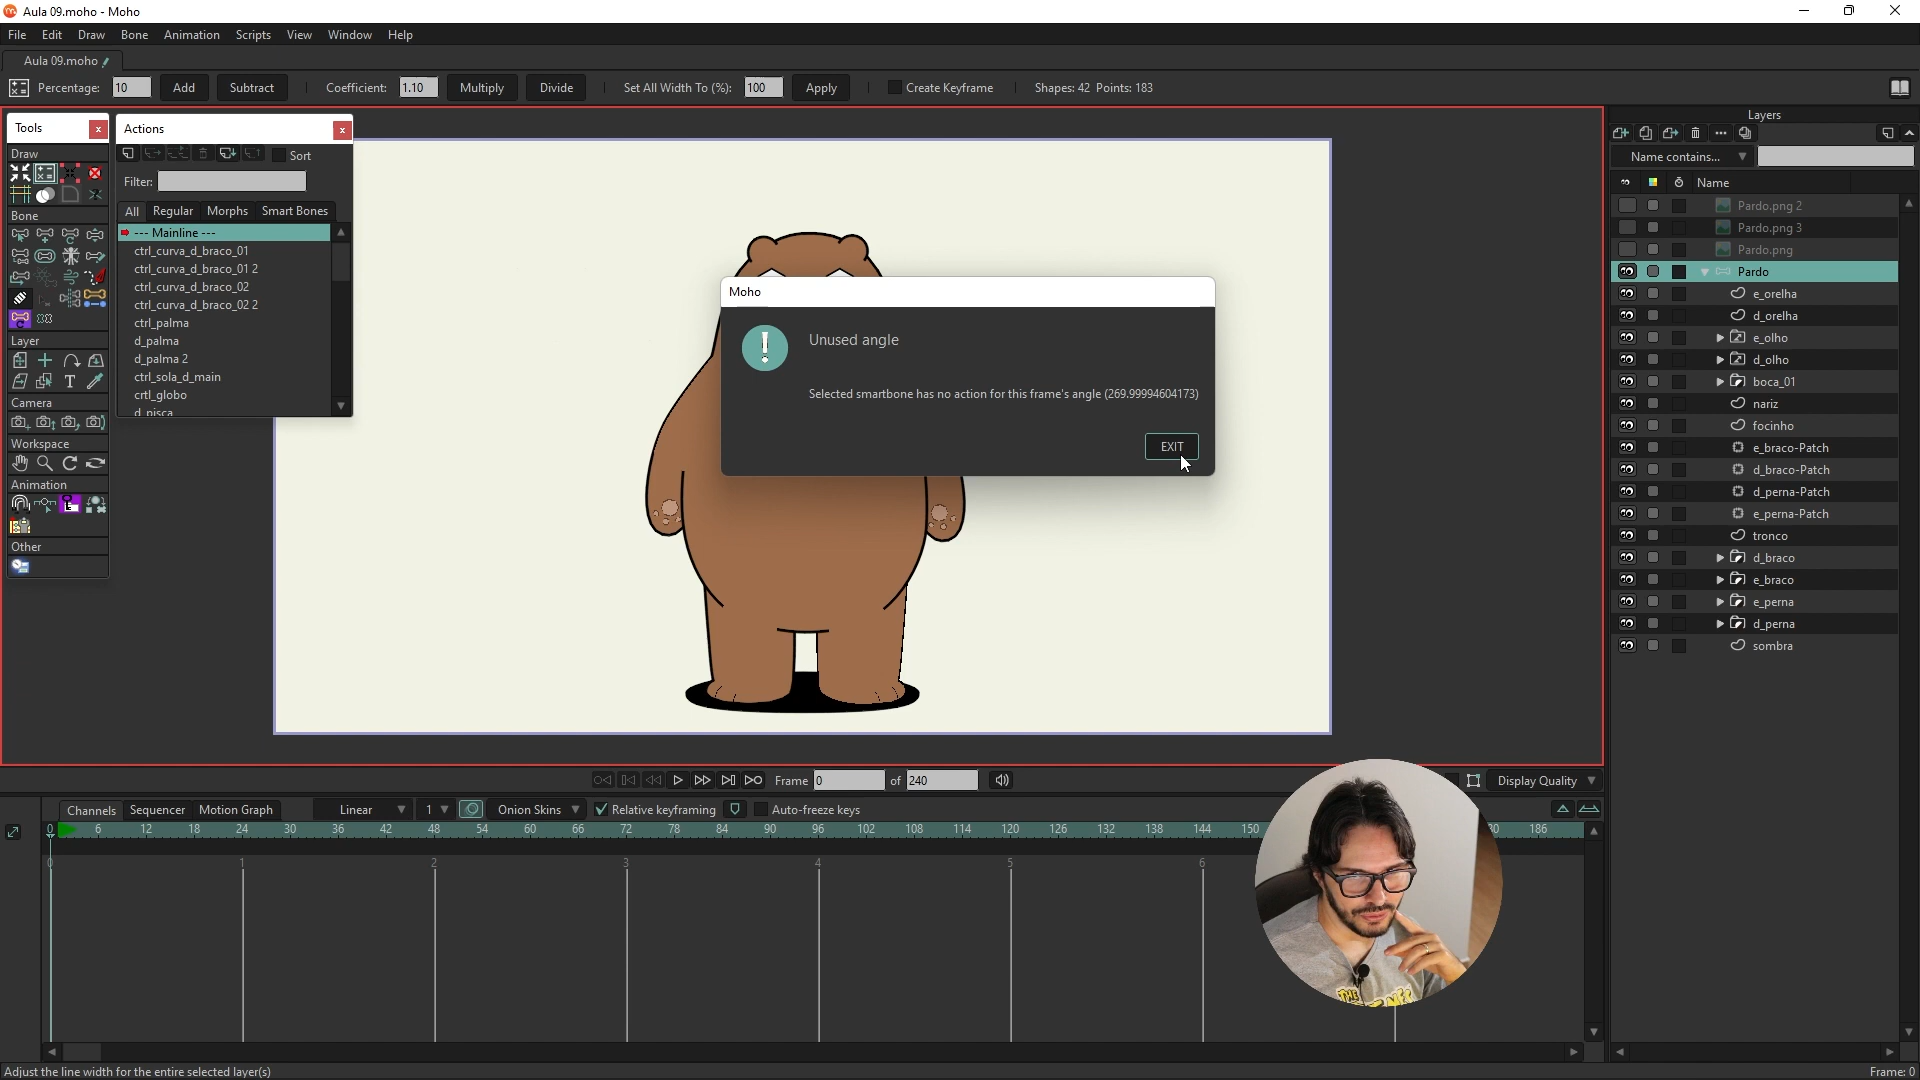 Aula 09.moho - Moho
File Edit Draw Bone Animation Scripts View Window Help
Aula 09.moho
Percentage: 10 Add Subtract Coefficient: 1.10 Multiply Divide Set All Width To (%): 100 Apply Create Keyframe Shapes: 42 Points: 183
Tools
Draw
Bone
Layer
Camera
Workspace
Animation
Other
Actions
Sort
Filter:
All Regular Morphs Smart Bones
--- Mainline ---
ctrl_curva_d_braco_01
ctrl_curva_d_braco_01 2
ctrl_curva_d_braco_02
ctrl_curva_d_braco_02 2
ctrl_palma
d_palma
d_palma 2
ctrl_sola_d_main
crtl_globo
d_pisca
Moho
Unused angle
Selected smartbone has no action for this frame's angle (269.99994604173)
EXIT
Layers
Name contains...
Name
Pardo.png 2
Pardo.png 3
Pardo.png
Pardo
e_orelha
d_orelha
e_olho
d_olho
boca_01
nariz
focinho
e_braco-Patch
d_braco-Patch
d_perna-Patch
e_perna-Patch
tronco
d_braco
e_braco
e_perna
d_perna
sombra
Frame 0 of 240
Display Quality
Channels Sequencer Motion Graph Linear 1 Onion Skins Relative keyframing Auto-freeze keys
0 6 12 18 24 30 36 42 48 54 60 66 72 78 84 90 96 102 108 114 120 126 132 138 144 150 186
0 1 2 3 4 5 6
Adjust the line width for the entire selected layer(s)
Frame: 0